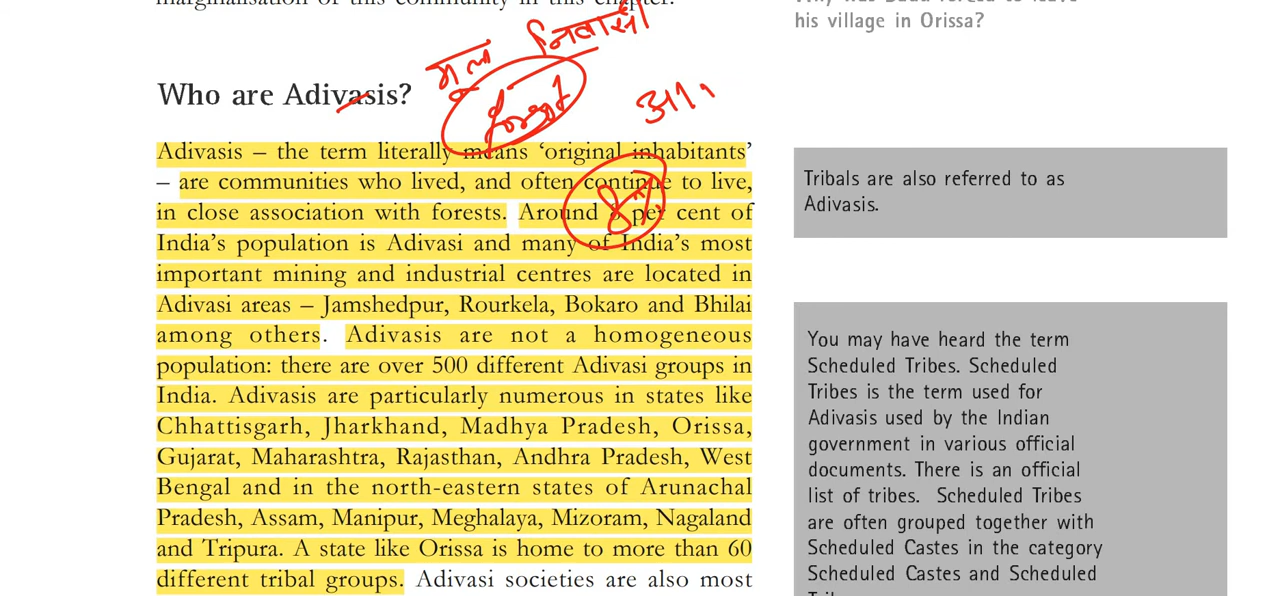 his village in Orissa?
मूल निवासी
Who are Adivasis?
forest
Adivasis – the term literally means ‘original inhabitants’
– are communities who lived, and often continue to live,
in close association with forests. Around 8 per cent of
8%
India’s population is Adivasi and many of India’s most
important mining and industrial centres are located in
Adivasi areas – Jamshedpur, Rourkela, Bokaro and Bhilai
among others. Adivasis are not a homogeneous
population: there are over 500 different Adivasi groups in
India. Adivasis are particularly numerous in states like
Chhattisgarh, Jharkhand, Madhya Pradesh, Orissa,
Gujarat, Maharashtra, Rajasthan, Andhra Pradesh, West
Bengal and in the north-eastern states of Arunachal
Pradesh, Assam, Manipur, Meghalaya, Mizoram, Nagaland
and Tripura. A state like Orissa is home to more than 60
different tribal groups. Adivasi societies are also most
Tribals are also referred to as
Adivasis.
You may have heard the term
Scheduled Tribes. Scheduled
Tribes is the term used for
Adivasis used by the Indian
government in various official
documents. There is an official
list of tribes. Scheduled Tribes
are often grouped together with
Scheduled Castes in the category
Scheduled Castes and Scheduled